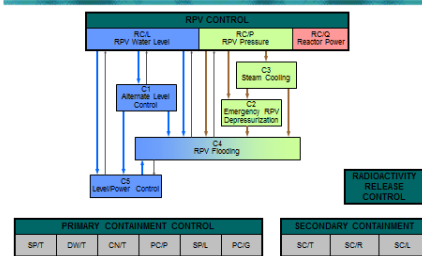 RPV CONTROL
RC/L
RPV Water Level
RC/P
RPV Pressure
RC/Q
Reactor Power
C3
Steam Cooling
C1
Alternate Level
Control
C2
Emergency RPV
Depressurization
C4
RPV Flooding
C5
Level/Power Control
RADIOACTIVITY
RELEASE
CONTROL
PRIMARY CONTAINMENT CONTROL
SP/T DW/T CN/T PC/P SP/L PC/G
SECONDARY CONTAINMENT
SC/T SC/R SC/L